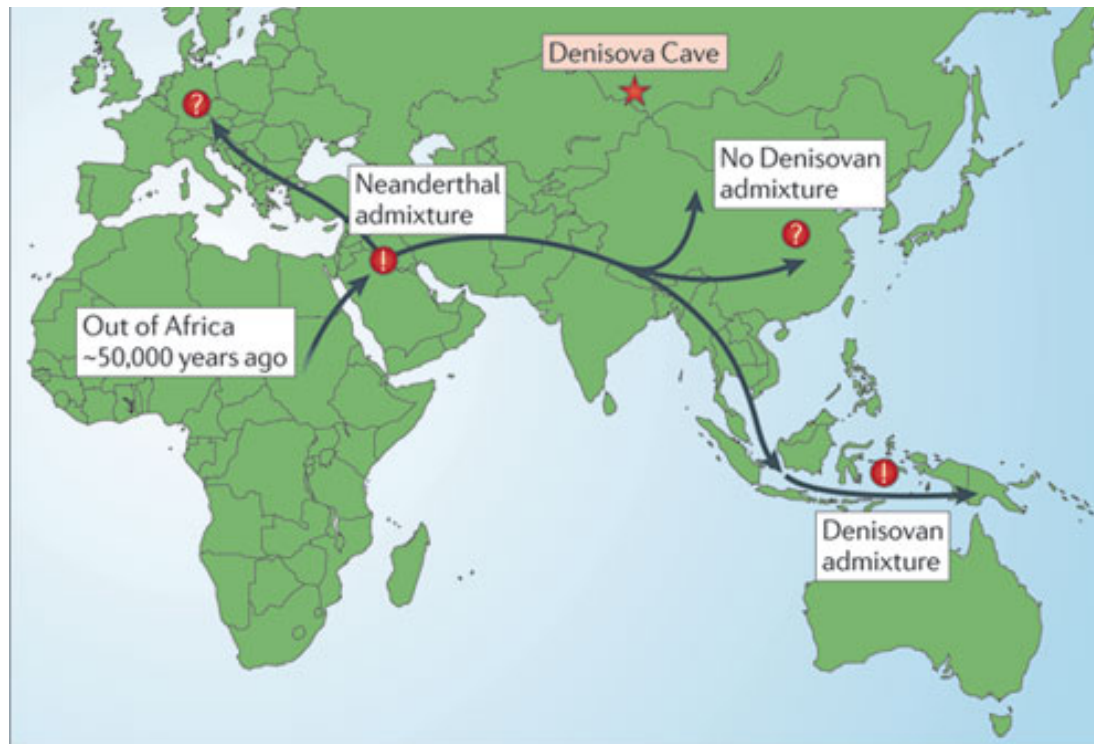 Denisova Cave
?
No Denisovan
admixture
Neanderthal
admixture
?
!
Out of Africa
~50,000 years ago
!
Denisovan
admixture